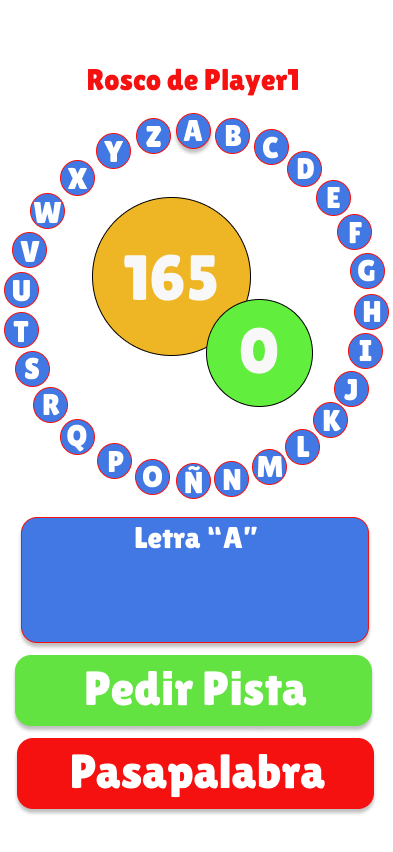 Rosco de Player1
A
B
C
D
E
F
G
H
I
J
K
L
M
N
Ñ
O
P
Q
R
S
T
U
V
W
X
Y
Z
165
0
Letra “A”
Pedir Pista
Pasapalabra